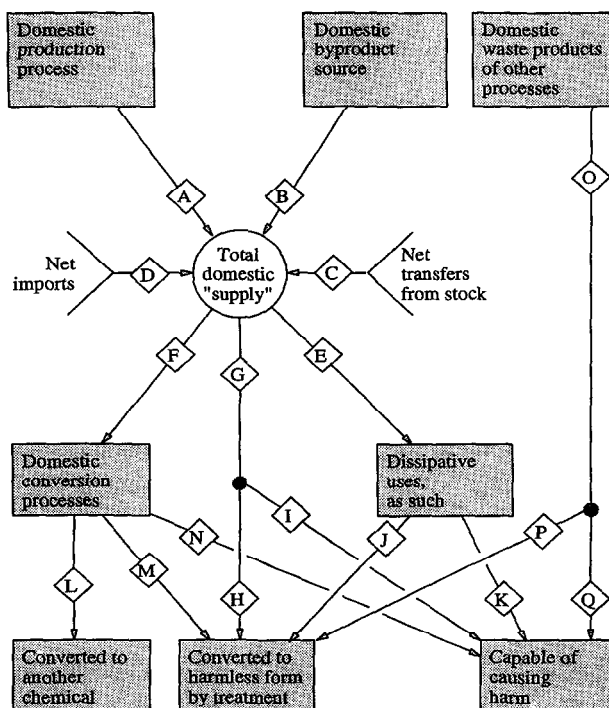 Domestic
production
process
Domestic
byproduct
source
Domestic
waste products
of other
processes
A
B
O
Net
imports
D
Total
domestic
"supply"
C
Net
transfers
from stock
F
G
E
Domestic
conversion
processes
Dissipative
uses,
as such
N
I
J
P
L
M
H
K
Q
Converted to
another
chemical
Converted to
harmless form
by treatment
Capable of
causing
harm